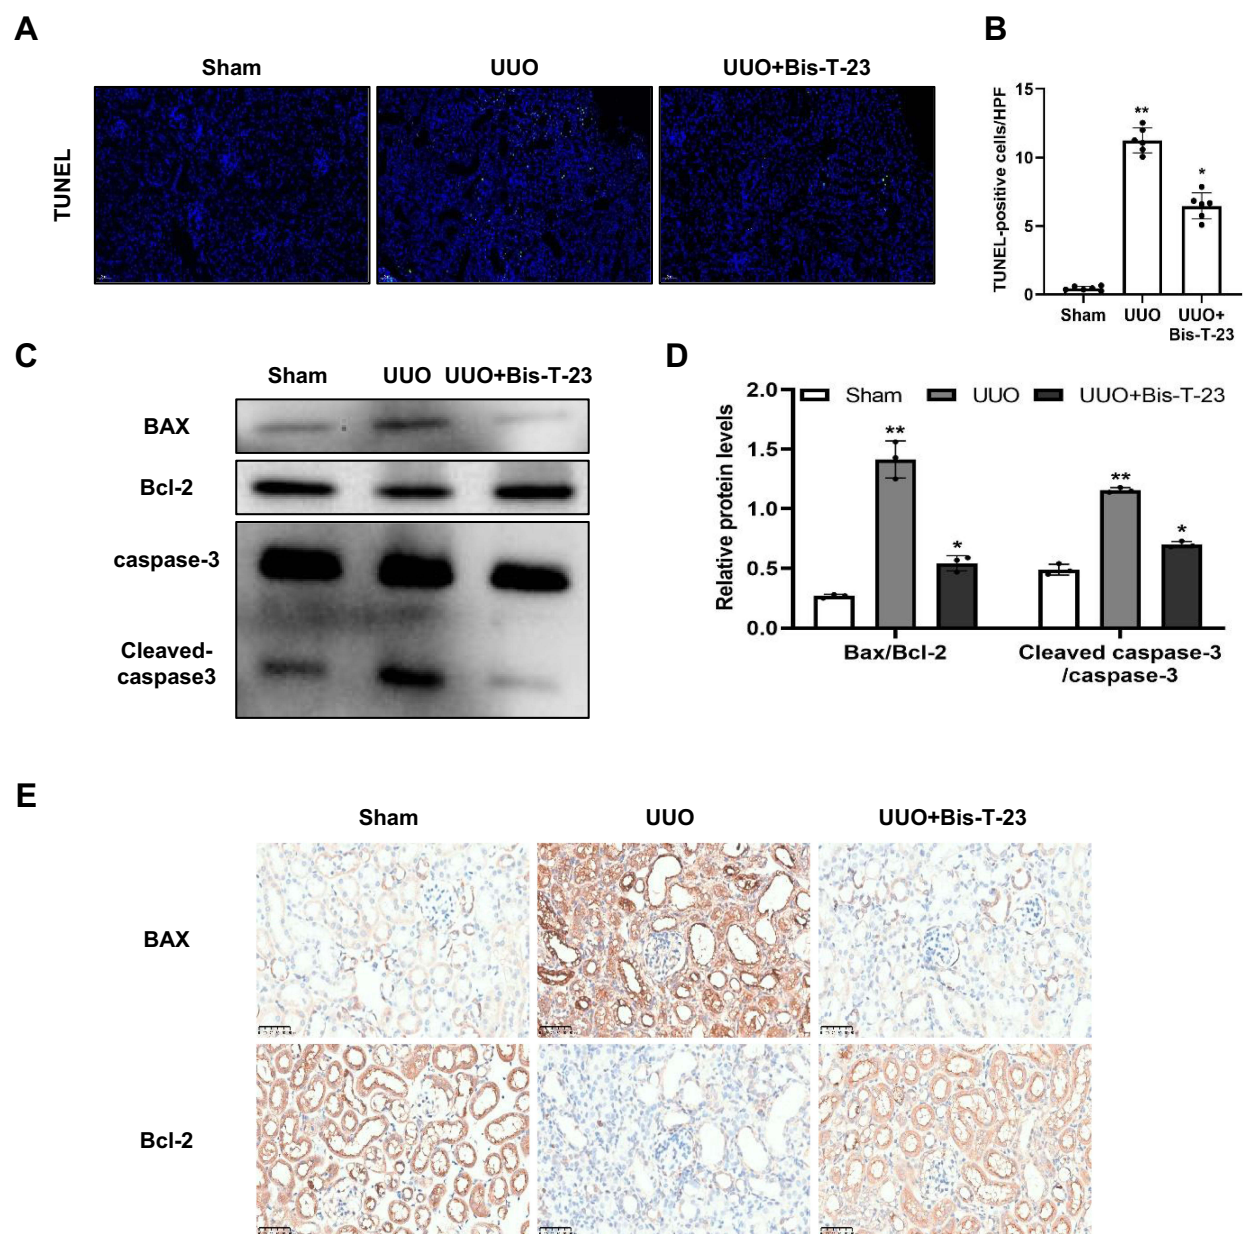 A
Sham
UUO
UUO+Bis-T-23
TUNEL
B
TUNEL-positive cells/HPF
15
10
5
0
**
*
Sham
UUO
UUO+
Bis-T-23
C
Sham
UUO
UUO+Bis-T-23
BAX
Bcl-2
caspase-3
Cleaved-
caspase3
D
Relative protein levels
2.0
1.5
1.0
0.5
0.0
Sham
UUO
UUO+Bis-T-23
**
*
**
*
Bax/Bcl-2
Cleaved caspase-3
/caspase-3
E
Sham
UUO
UUO+Bis-T-23
BAX
Bcl-2